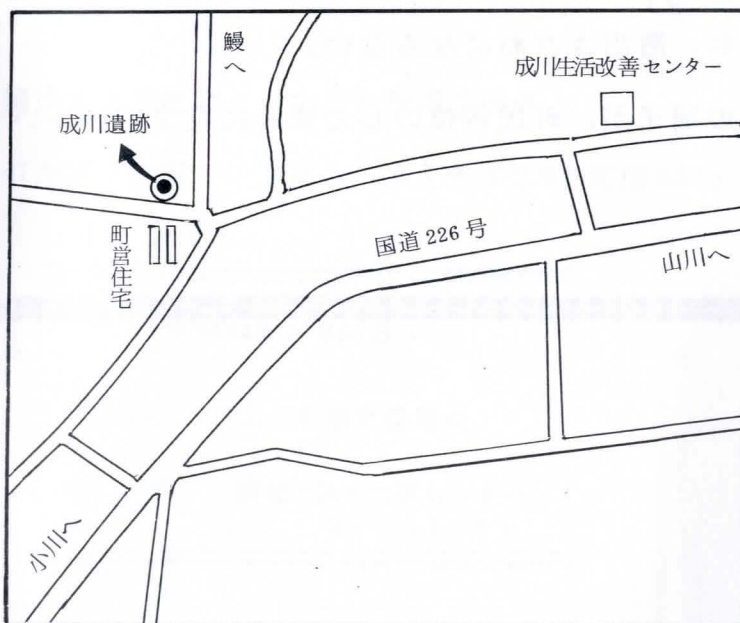 鰻へ
成川生活改善センター
成川遺跡
町営住宅
国道226号
山川へ
小川へ